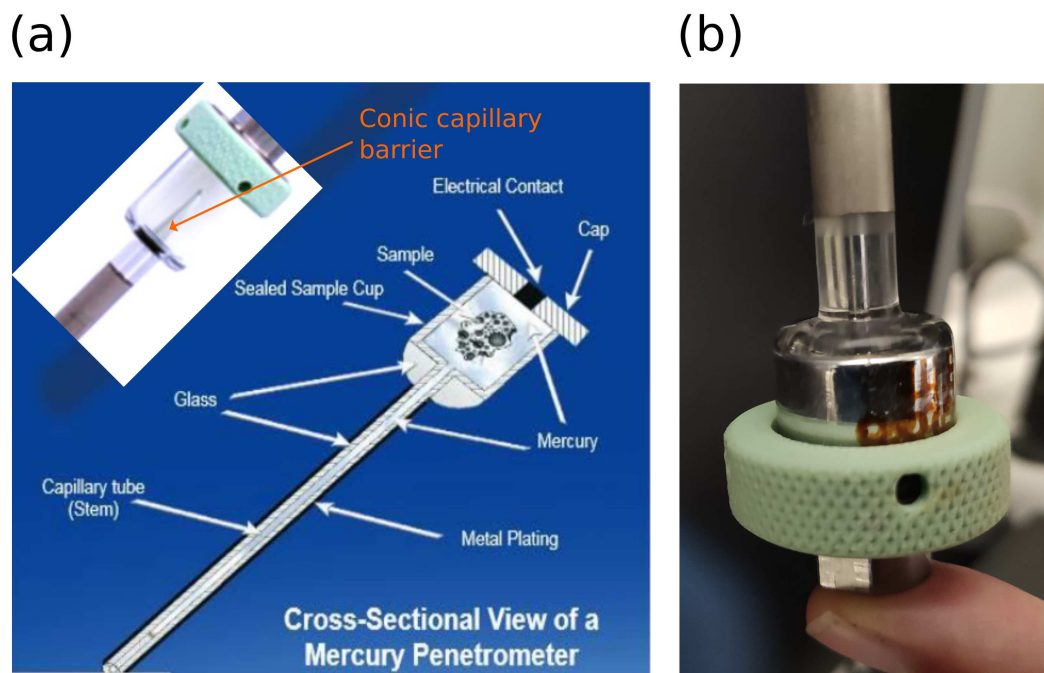 (a)
(b)
Conic capillary
barrier
Electrical Contact
Cap
Sample
Sealed Sample Cup
Glass
Mercury
Capillary tube
(Stem)
Metal Plating
Cross-Sectional View of a
Mercury Penetrometer